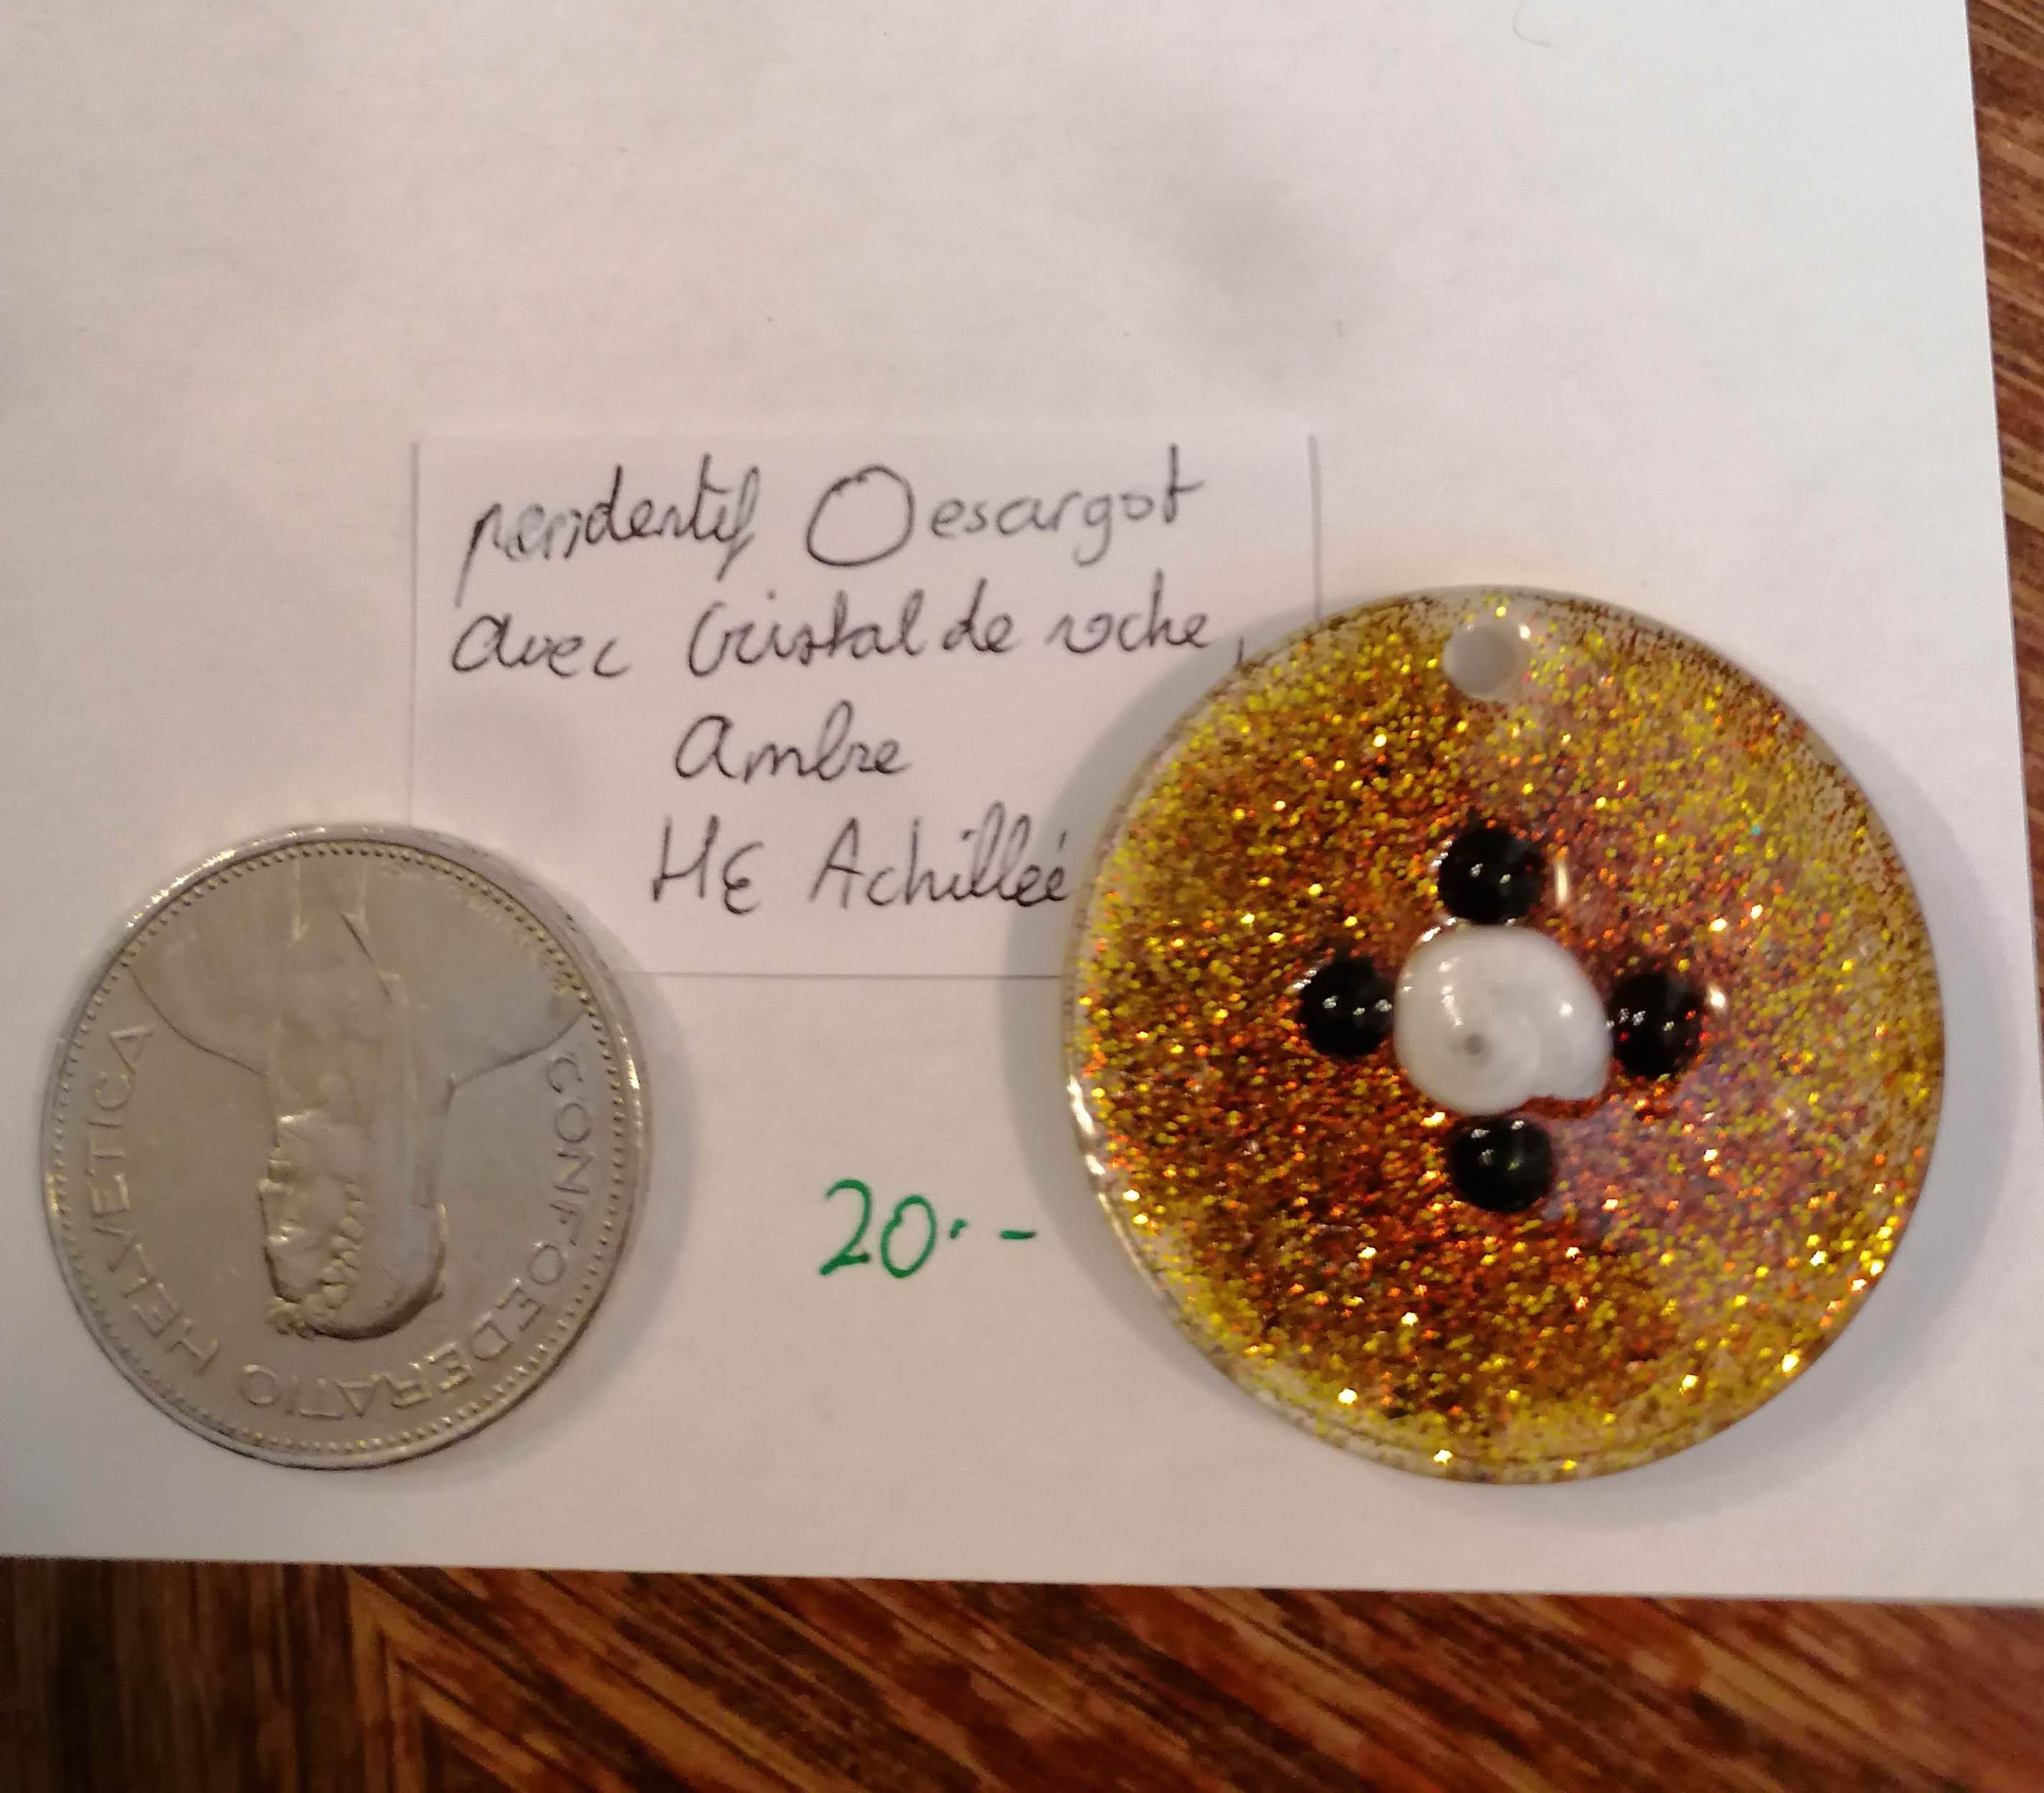 pendentif O escargot
avec Cristal de roche,
Ambre
HE Achillée
20.-
CONFOEDERATIO HELVETICA